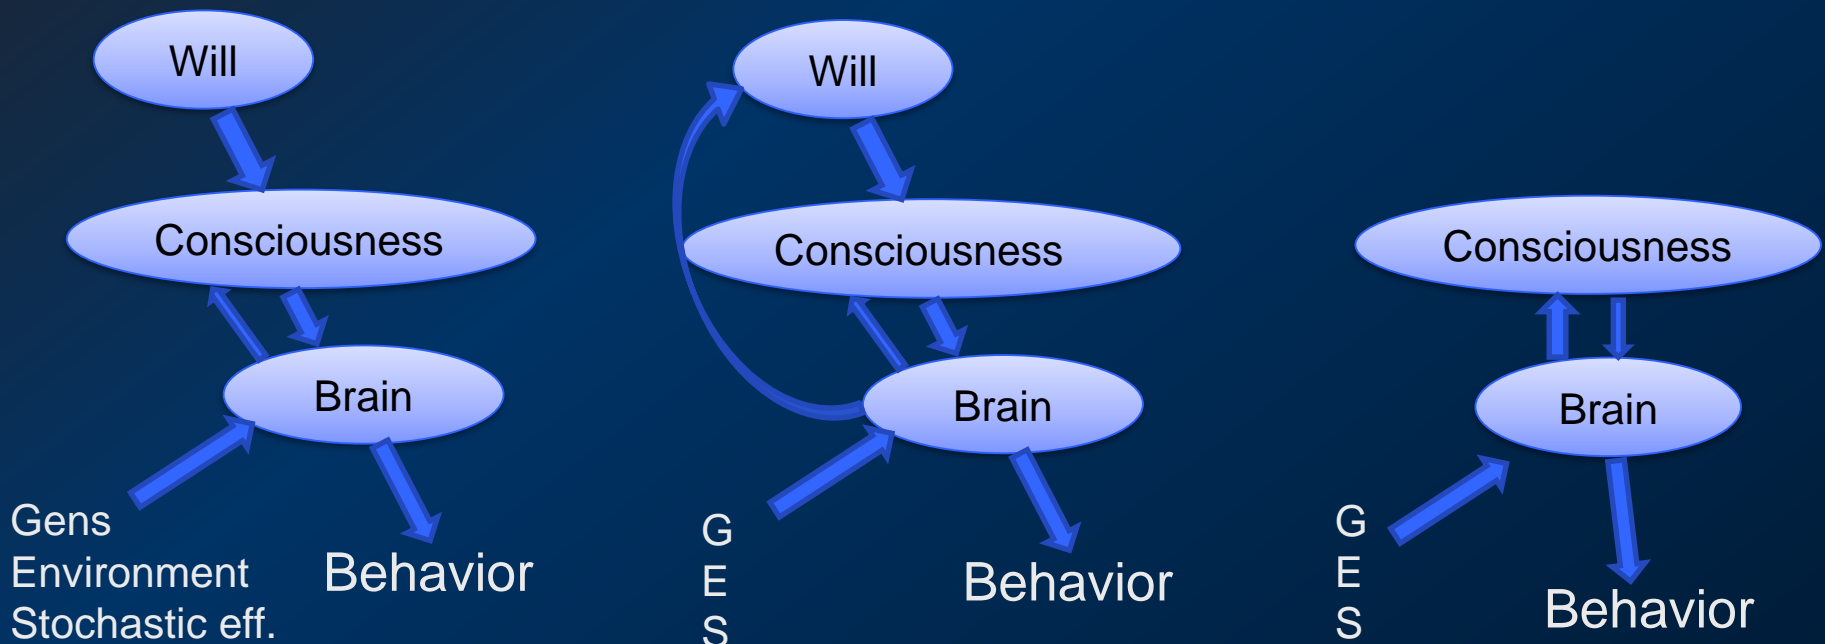 Will
Consciousness
Brain
Gens
Environment
Stochastic eff.
Behavior
Will
Consciousness
Brain
G
E
S
Behavior
Consciousness
Brain
G
E
S
Behavior